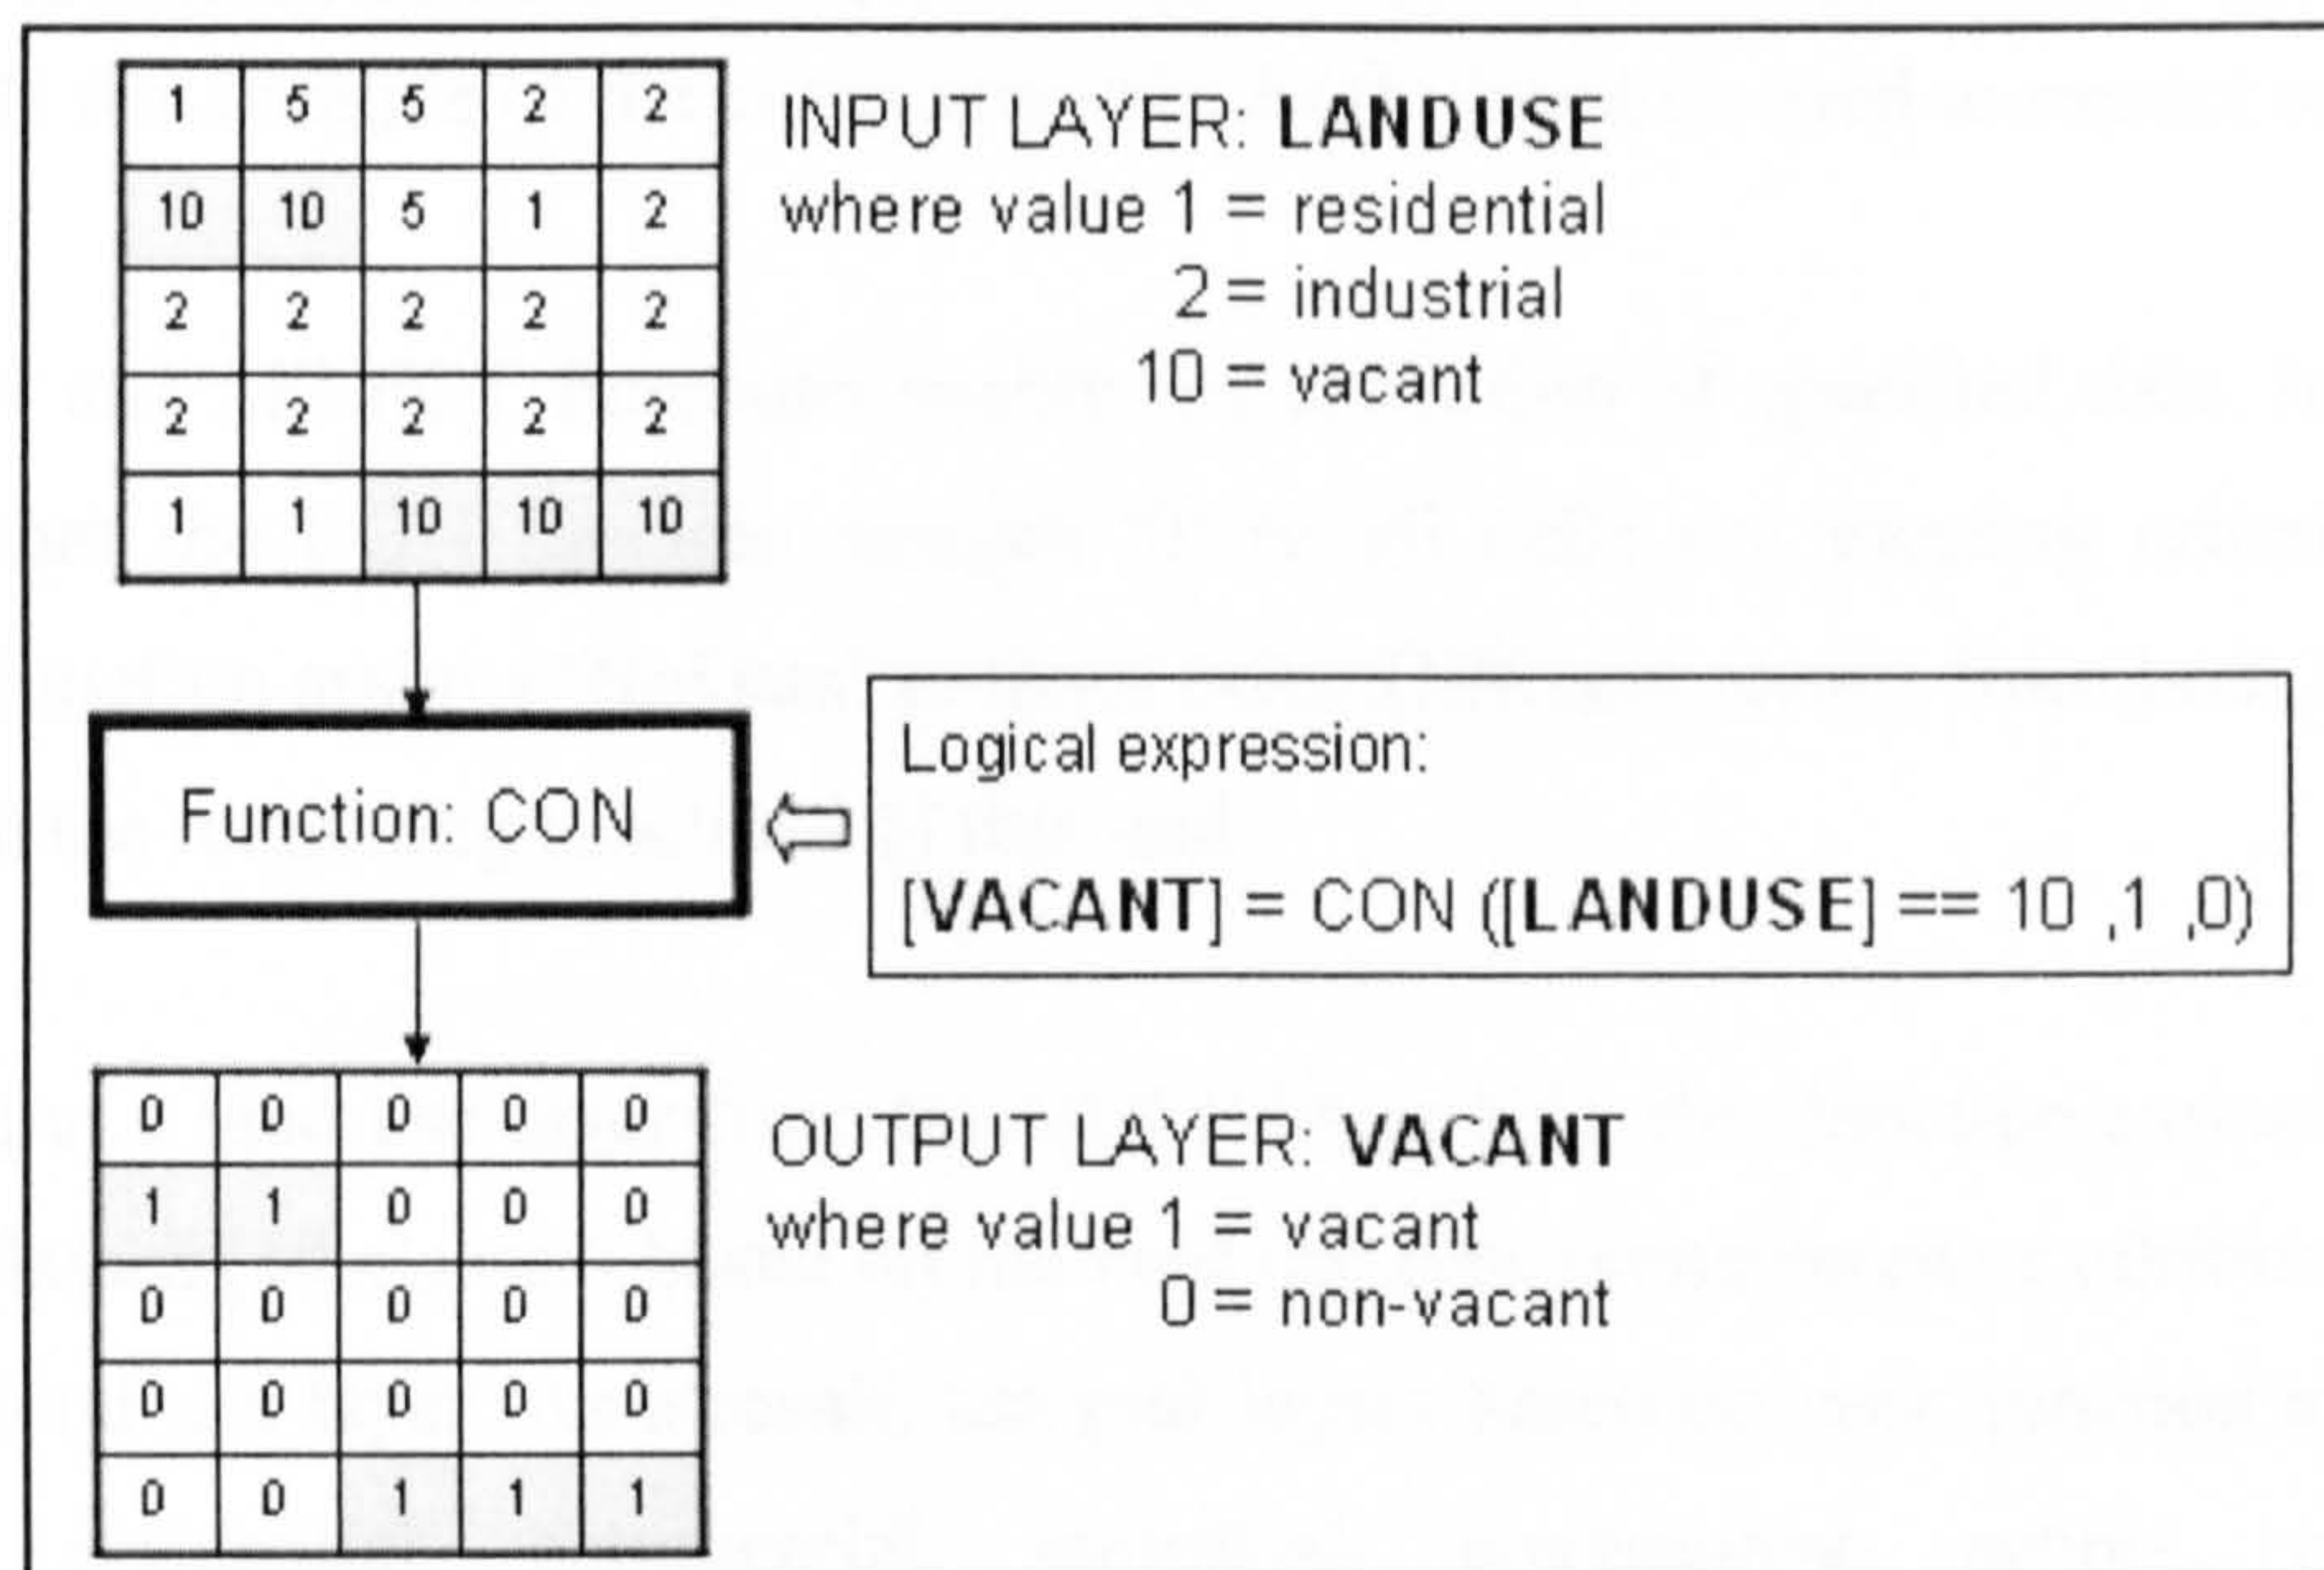 1 5 5 2 2
10 10 5 1 2
2 2 2 2 2
2 2 2 2 2
1 1 10 10 10
INPUT LAYER: LANDUSE
where value 1 = residential
2 = industrial
10 = vacant
Function: CON
Logical expression:
[VACANT] = CON ([LANDUSE] == 10 ,1 ,0)
0 0 0 0 0
1 1 0 0 0
0 0 0 0 0
0 0 0 0 0
0 0 1 1 1
OUTPUT LAYER: VACANT
where value 1 = vacant
0 = non-vacant